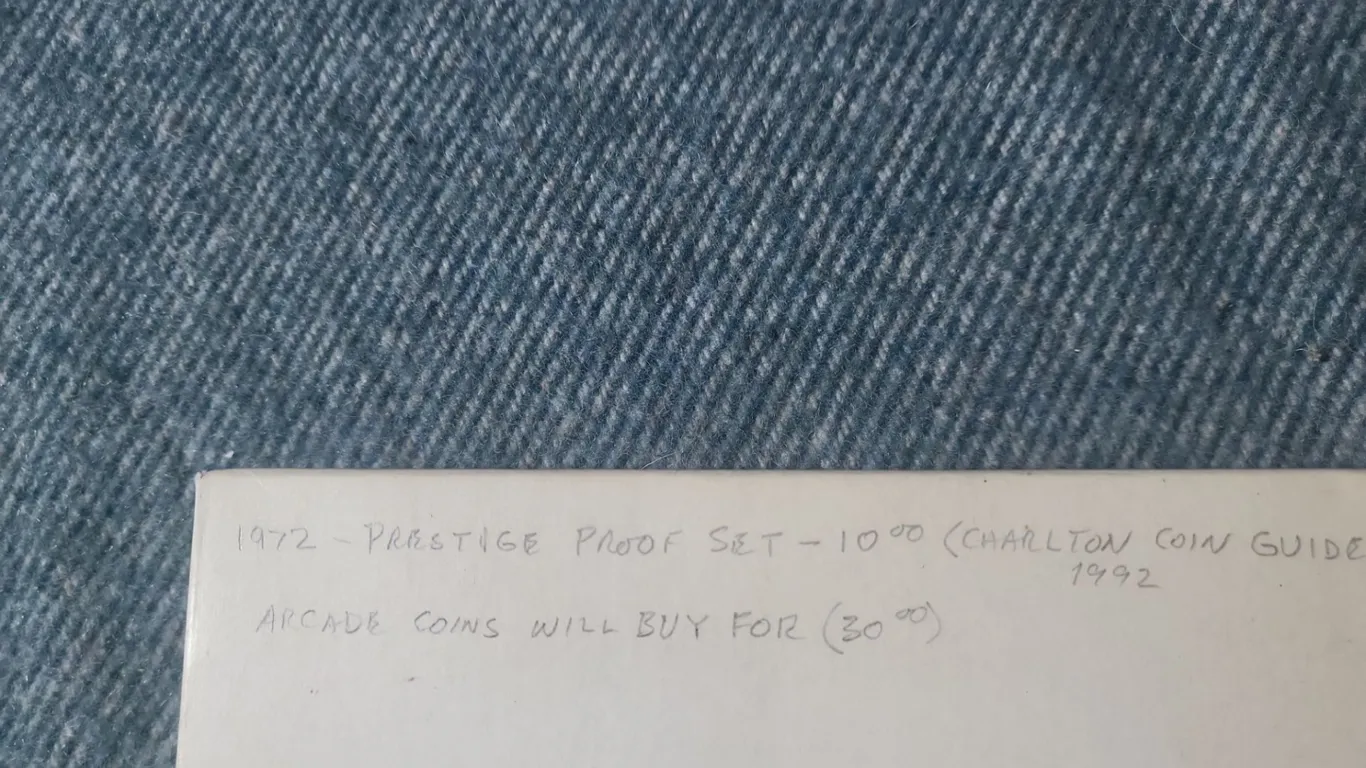 1972 - PRESTIGE PROOF SET - 10⁰⁰ (CHARLTON COIN GUIDE
1992
ARCADE COINS WILL BUY FOR (30⁰⁰)